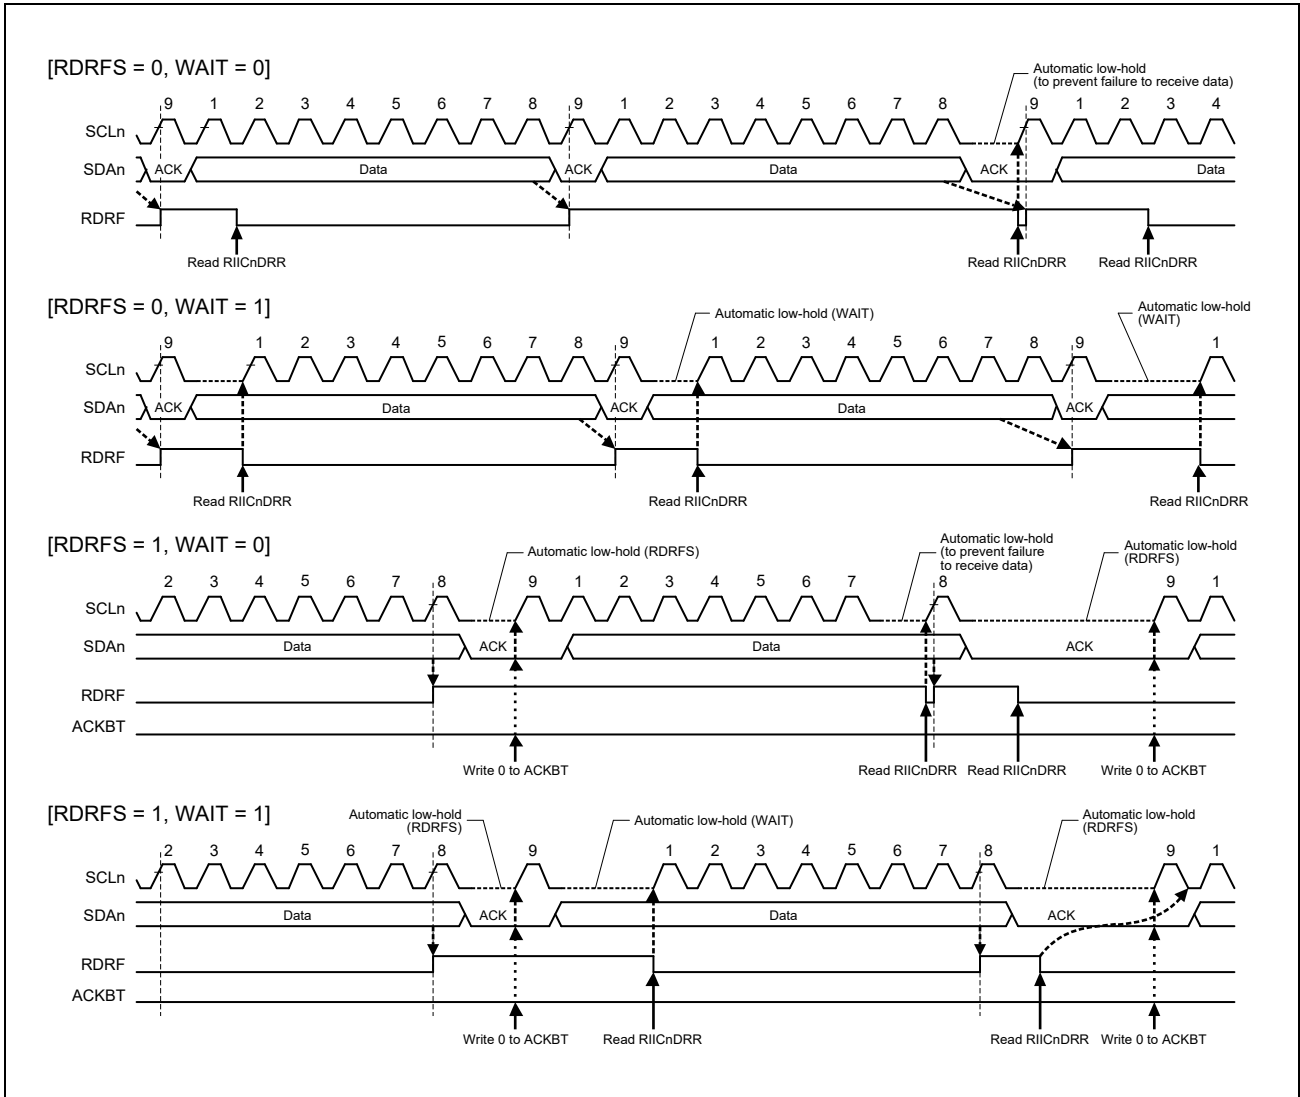 [RDRFS = 0, WAIT = 0]
Automatic low-hold
(to prevent failure to receive data)
9 1 2 3 4 5 6 7 8 9 1 2 3 4 5 6 7 8 9 1 2 3 4
SCLn
SDAn ACK Data ACK Data ACK Data
RDRF
Read RIICnDRR Read RIICnDRR Read RIICnDRR
[RDRFS = 0, WAIT = 1]
Automatic low-hold (WAIT)
Automatic low-hold
(WAIT)
9 1 2 3 4 5 6 7 8 9 1 2 3 4 5 6 7 8 9 1
SCLn
SDAn ACK Data ACK Data ACK
RDRF
Read RIICnDRR Read RIICnDRR Read RIICnDRR
[RDRFS = 1, WAIT = 0]
Automatic low-hold (RDRFS)
Automatic low-hold
(to prevent failure
to receive data)
Automatic low-hold
(RDRFS)
2 3 4 5 6 7 8 9 1 2 3 4 5 6 7 8 9 1
SCLn
SDAn Data ACK Data ACK
RDRF
ACKBT
Write 0 to ACKBT Read RIICnDRR Read RIICnDRR Write 0 to ACKBT
[RDRFS = 1, WAIT = 1]
Automatic low-hold
(RDRFS)
Automatic low-hold (WAIT)
Automatic low-hold
(RDRFS)
2 3 4 5 6 7 8 9 1 2 3 4 5 6 7 8 9 1
SCLn
SDAn Data ACK Data ACK
RDRF
ACKBT
Write 0 to ACKBT Read RIICnDRR Read RIICnDRR Write 0 to ACKBT